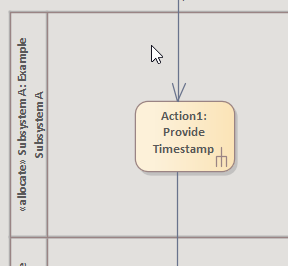 «allocate» Subsystem A: Example
Subsystem A
Action1:
Provide
Timestamp